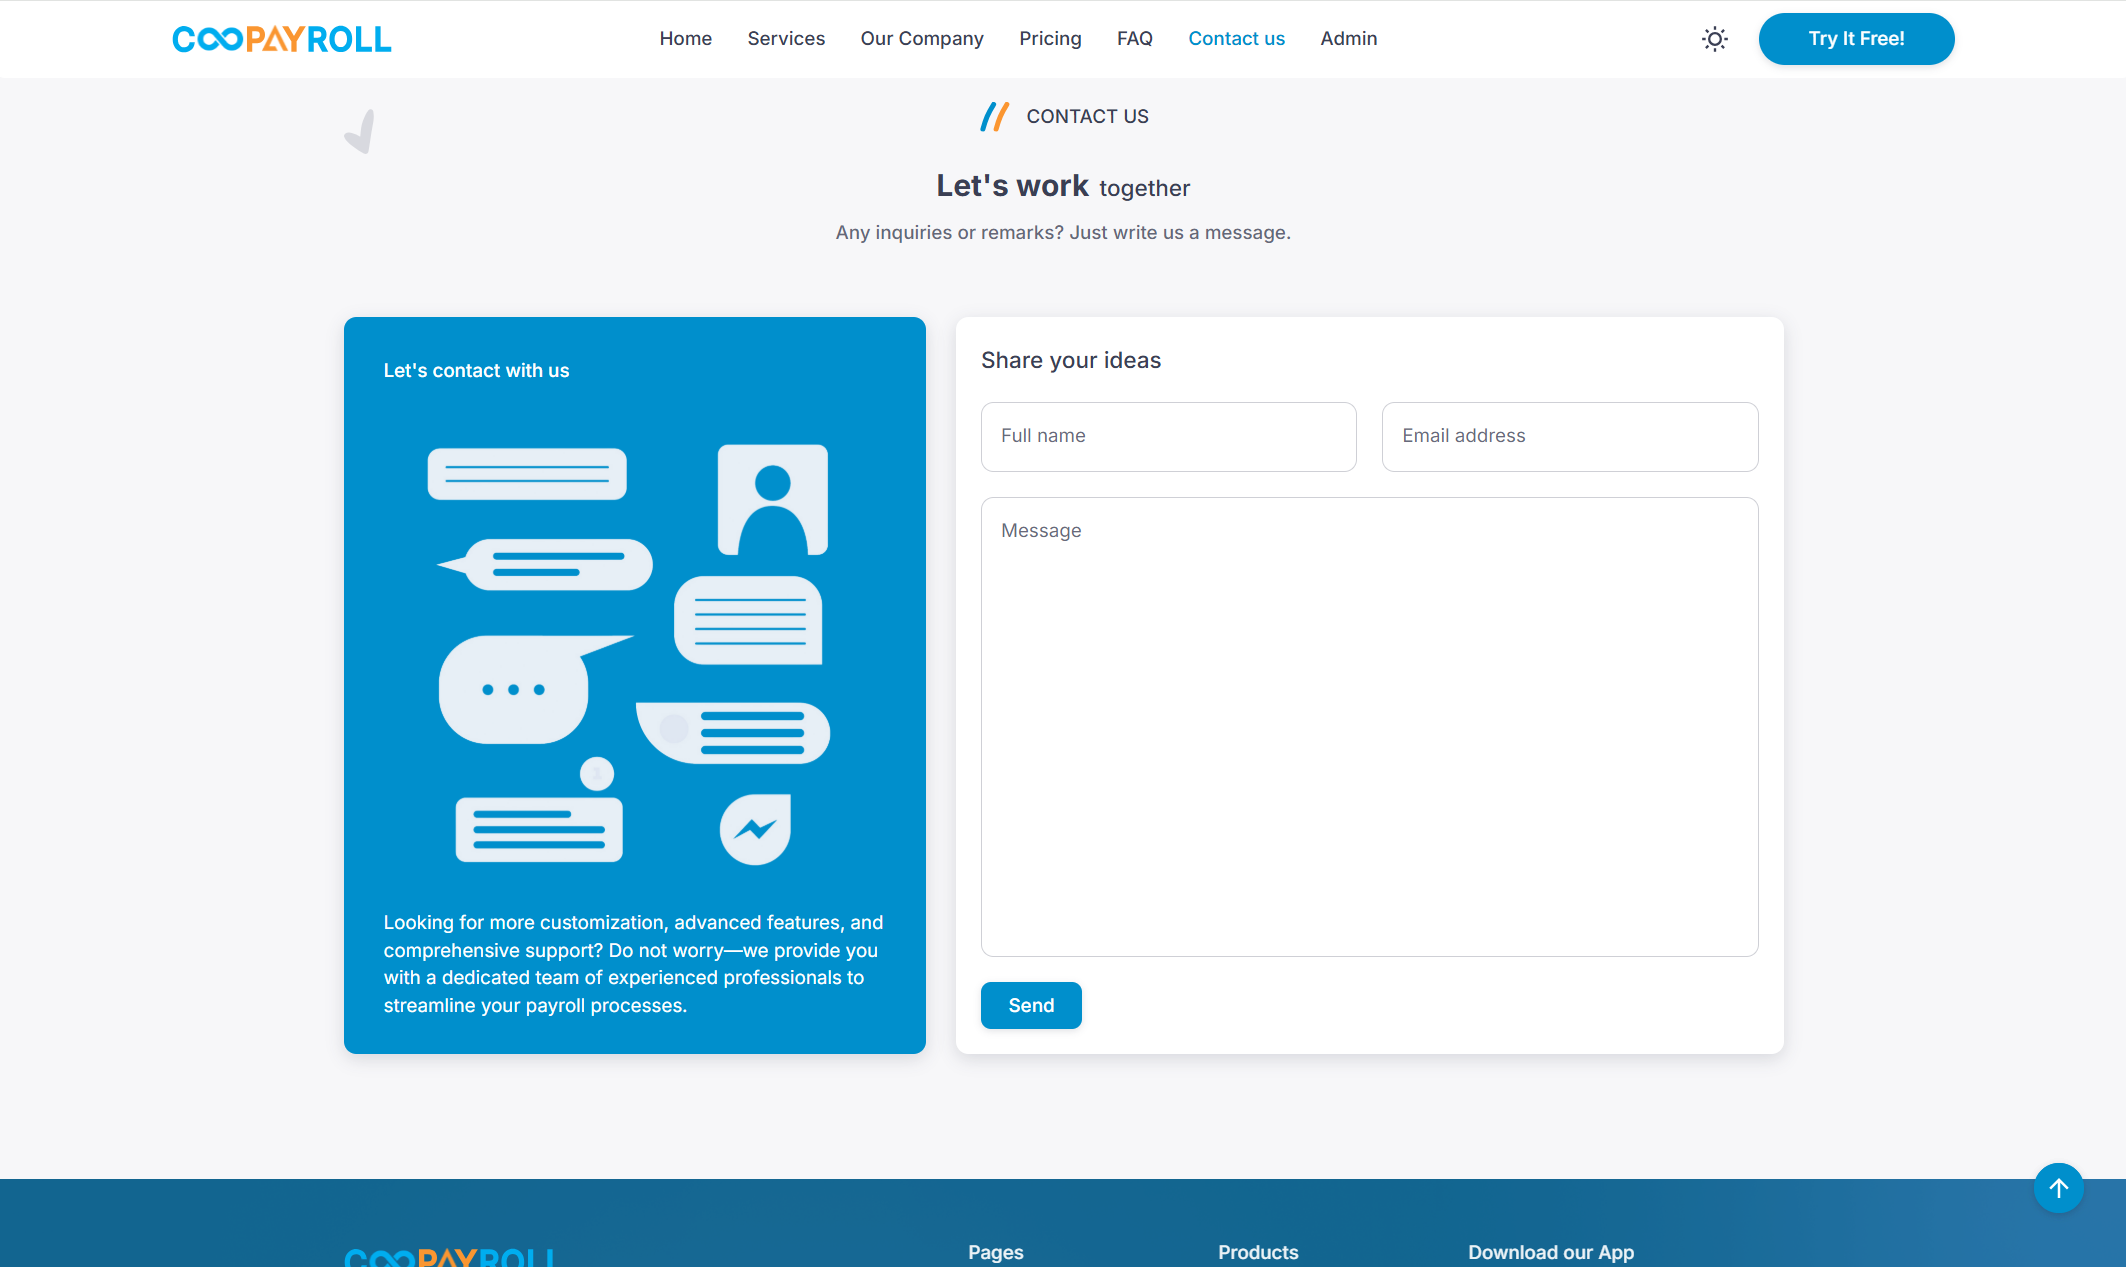 COOPAYROLL
Home
Services
Our Company
Pricing
FAQ
Contact us
Admin
Try It Free!
CONTACT US
Let's work together
Any inquiries or remarks? Just write us a message.
Let's contact with us
1
Looking for more customization, advanced features, and
comprehensive support? Do not worry—we provide you
with a dedicated team of experienced professionals to
streamline your payroll processes.
Share your ideas
Full name
Email address
Message
Send
COOPAYROLL
Pages
Products
Download our App